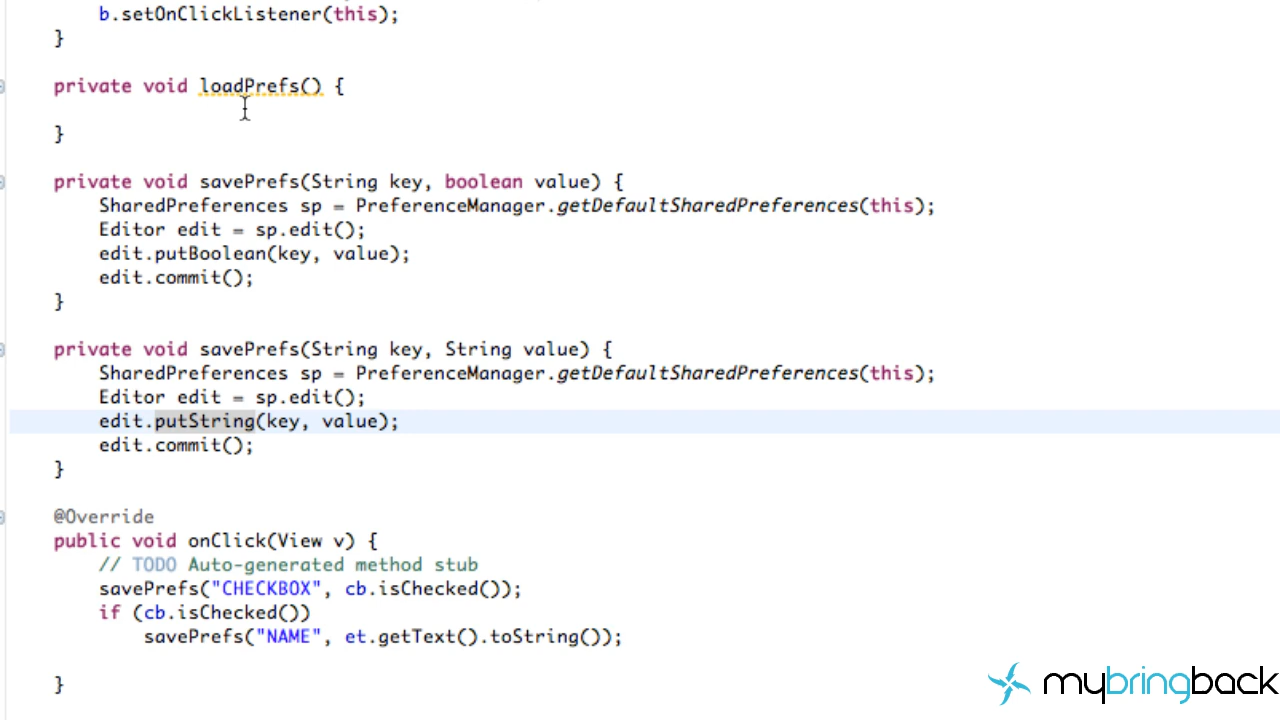 b.setOnClickListener(this);
}
private void loadPrefs() {
}
private void savePrefs(String key, boolean value) {
SharedPreferences sp = PreferenceManager.getDefaultSharedPreferences(this);
Editor edit = sp.edit();
edit.putBoolean(key, value);
edit.commit();
}
private void savePrefs(String key, String value) {
SharedPreferences sp = PreferenceManager.getDefaultSharedPreferences(this);
Editor edit = sp.edit();
edit.putString(key, value);
edit.commit();
}
@Override
public void onClick(View v) {
// TODO Auto-generated method stub
savePrefs("CHECKBOX", cb.isChecked());
if (cb.isChecked())
savePrefs("NAME", et.getText().toString());
}
mybringback